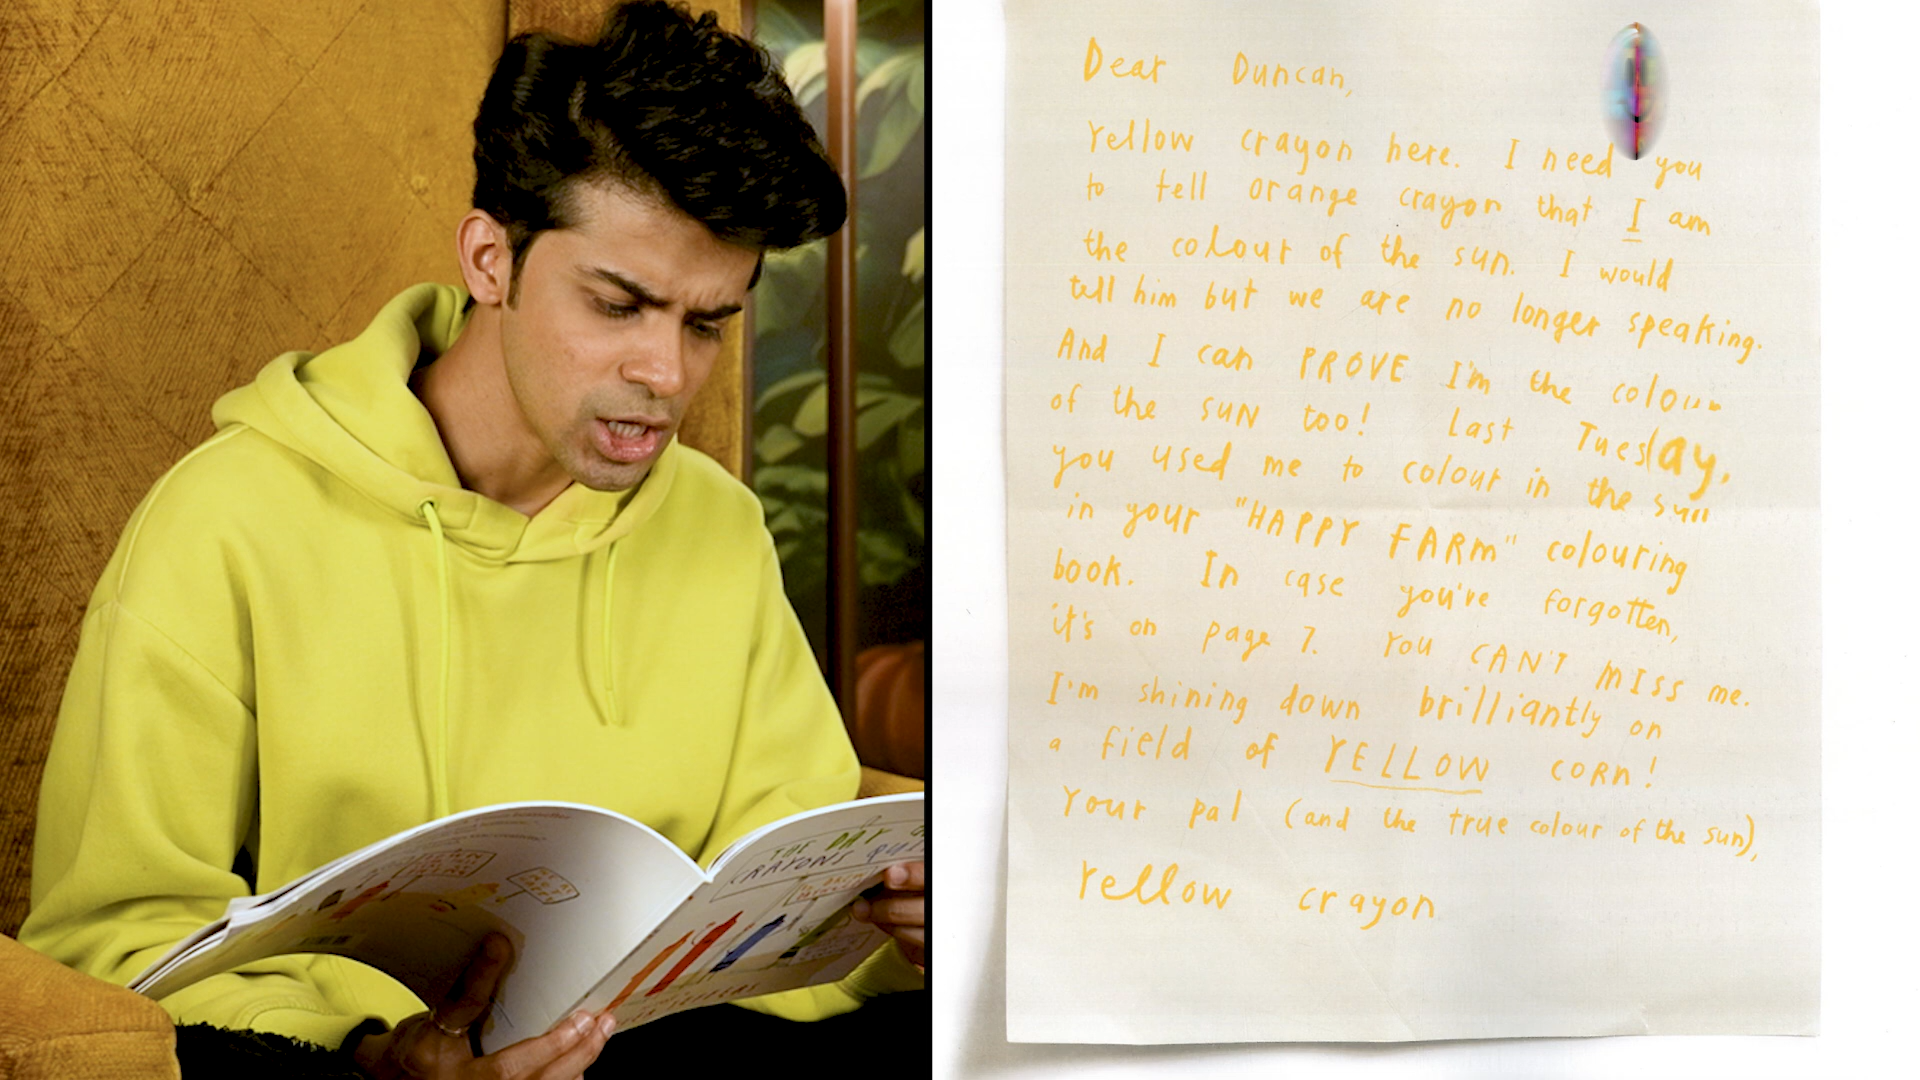 Dear Duncan,
Yellow crayon here. I need you
to tell orange crayon that I am
the colour of the sun. I would
tell him but we are no longer speaking.
And I can PROVE I'm the colour
of the sun too! Last Tuesday,
you used me to colour in the sun
in your "HAPPY FARM" colouring
book. In case you've forgotten,
it's on page 7. You CAN'T MISS me.
I'm shining down brilliantly on
a field of YELLOW CORN!
Your pal (and the true colour of the sun),
Yellow crayon
THE DAY
CRAYONS QUIT